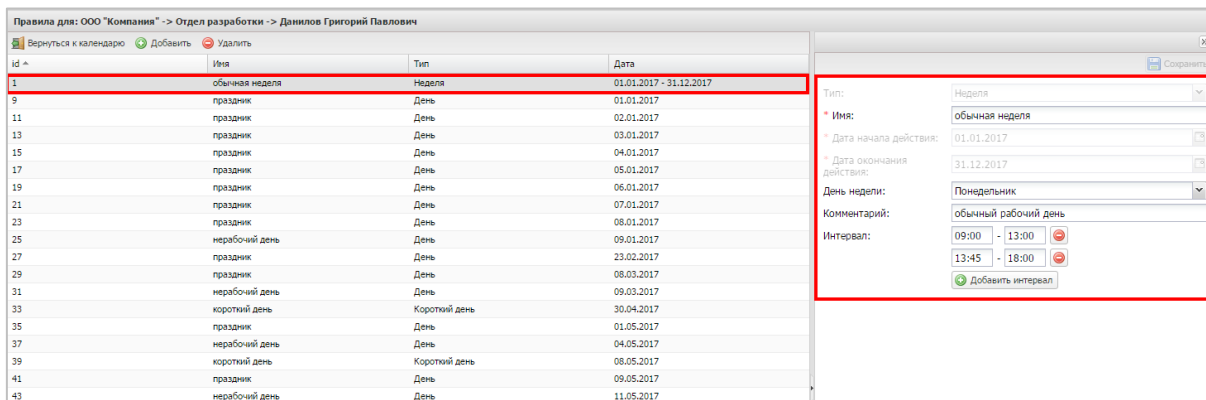 Правила для: ООО "Компания" -> Отдел разработки -> Данилов Григорий Павлович
Вернуться к календарю Добавить Удалить
id Имя Тип Дата
1 обычная неделя Неделя 01.01.2017 - 31.12.2017
9 праздник День 01.01.2017
11 праздник День 02.01.2017
13 праздник День 03.01.2017
15 праздник День 04.01.2017
17 праздник День 05.01.2017
19 праздник День 06.01.2017
21 праздник День 07.01.2017
23 праздник День 08.01.2017
25 нерабочий день День 09.01.2017
27 праздник День 23.02.2017
29 праздник День 08.03.2017
31 нерабочий день День 09.03.2017
33 короткий день Короткий день 30.04.2017
35 праздник День 01.05.2017
37 нерабочий день День 04.05.2017
39 короткий день Короткий день 08.05.2017
41 праздник День 09.05.2017
43 нерабочий день День 11.05.2017
Сохранить
Тип: Неделя
* Имя: обычная неделя
* Дата начала действия: 01.01.2017
* Дата окончания
действия: 31.12.2017
День недели: Понедельник
Комментарий: обычный рабочий день
Интервал: 09:00 - 13:00
13:45 - 18:00
Добавить интервал